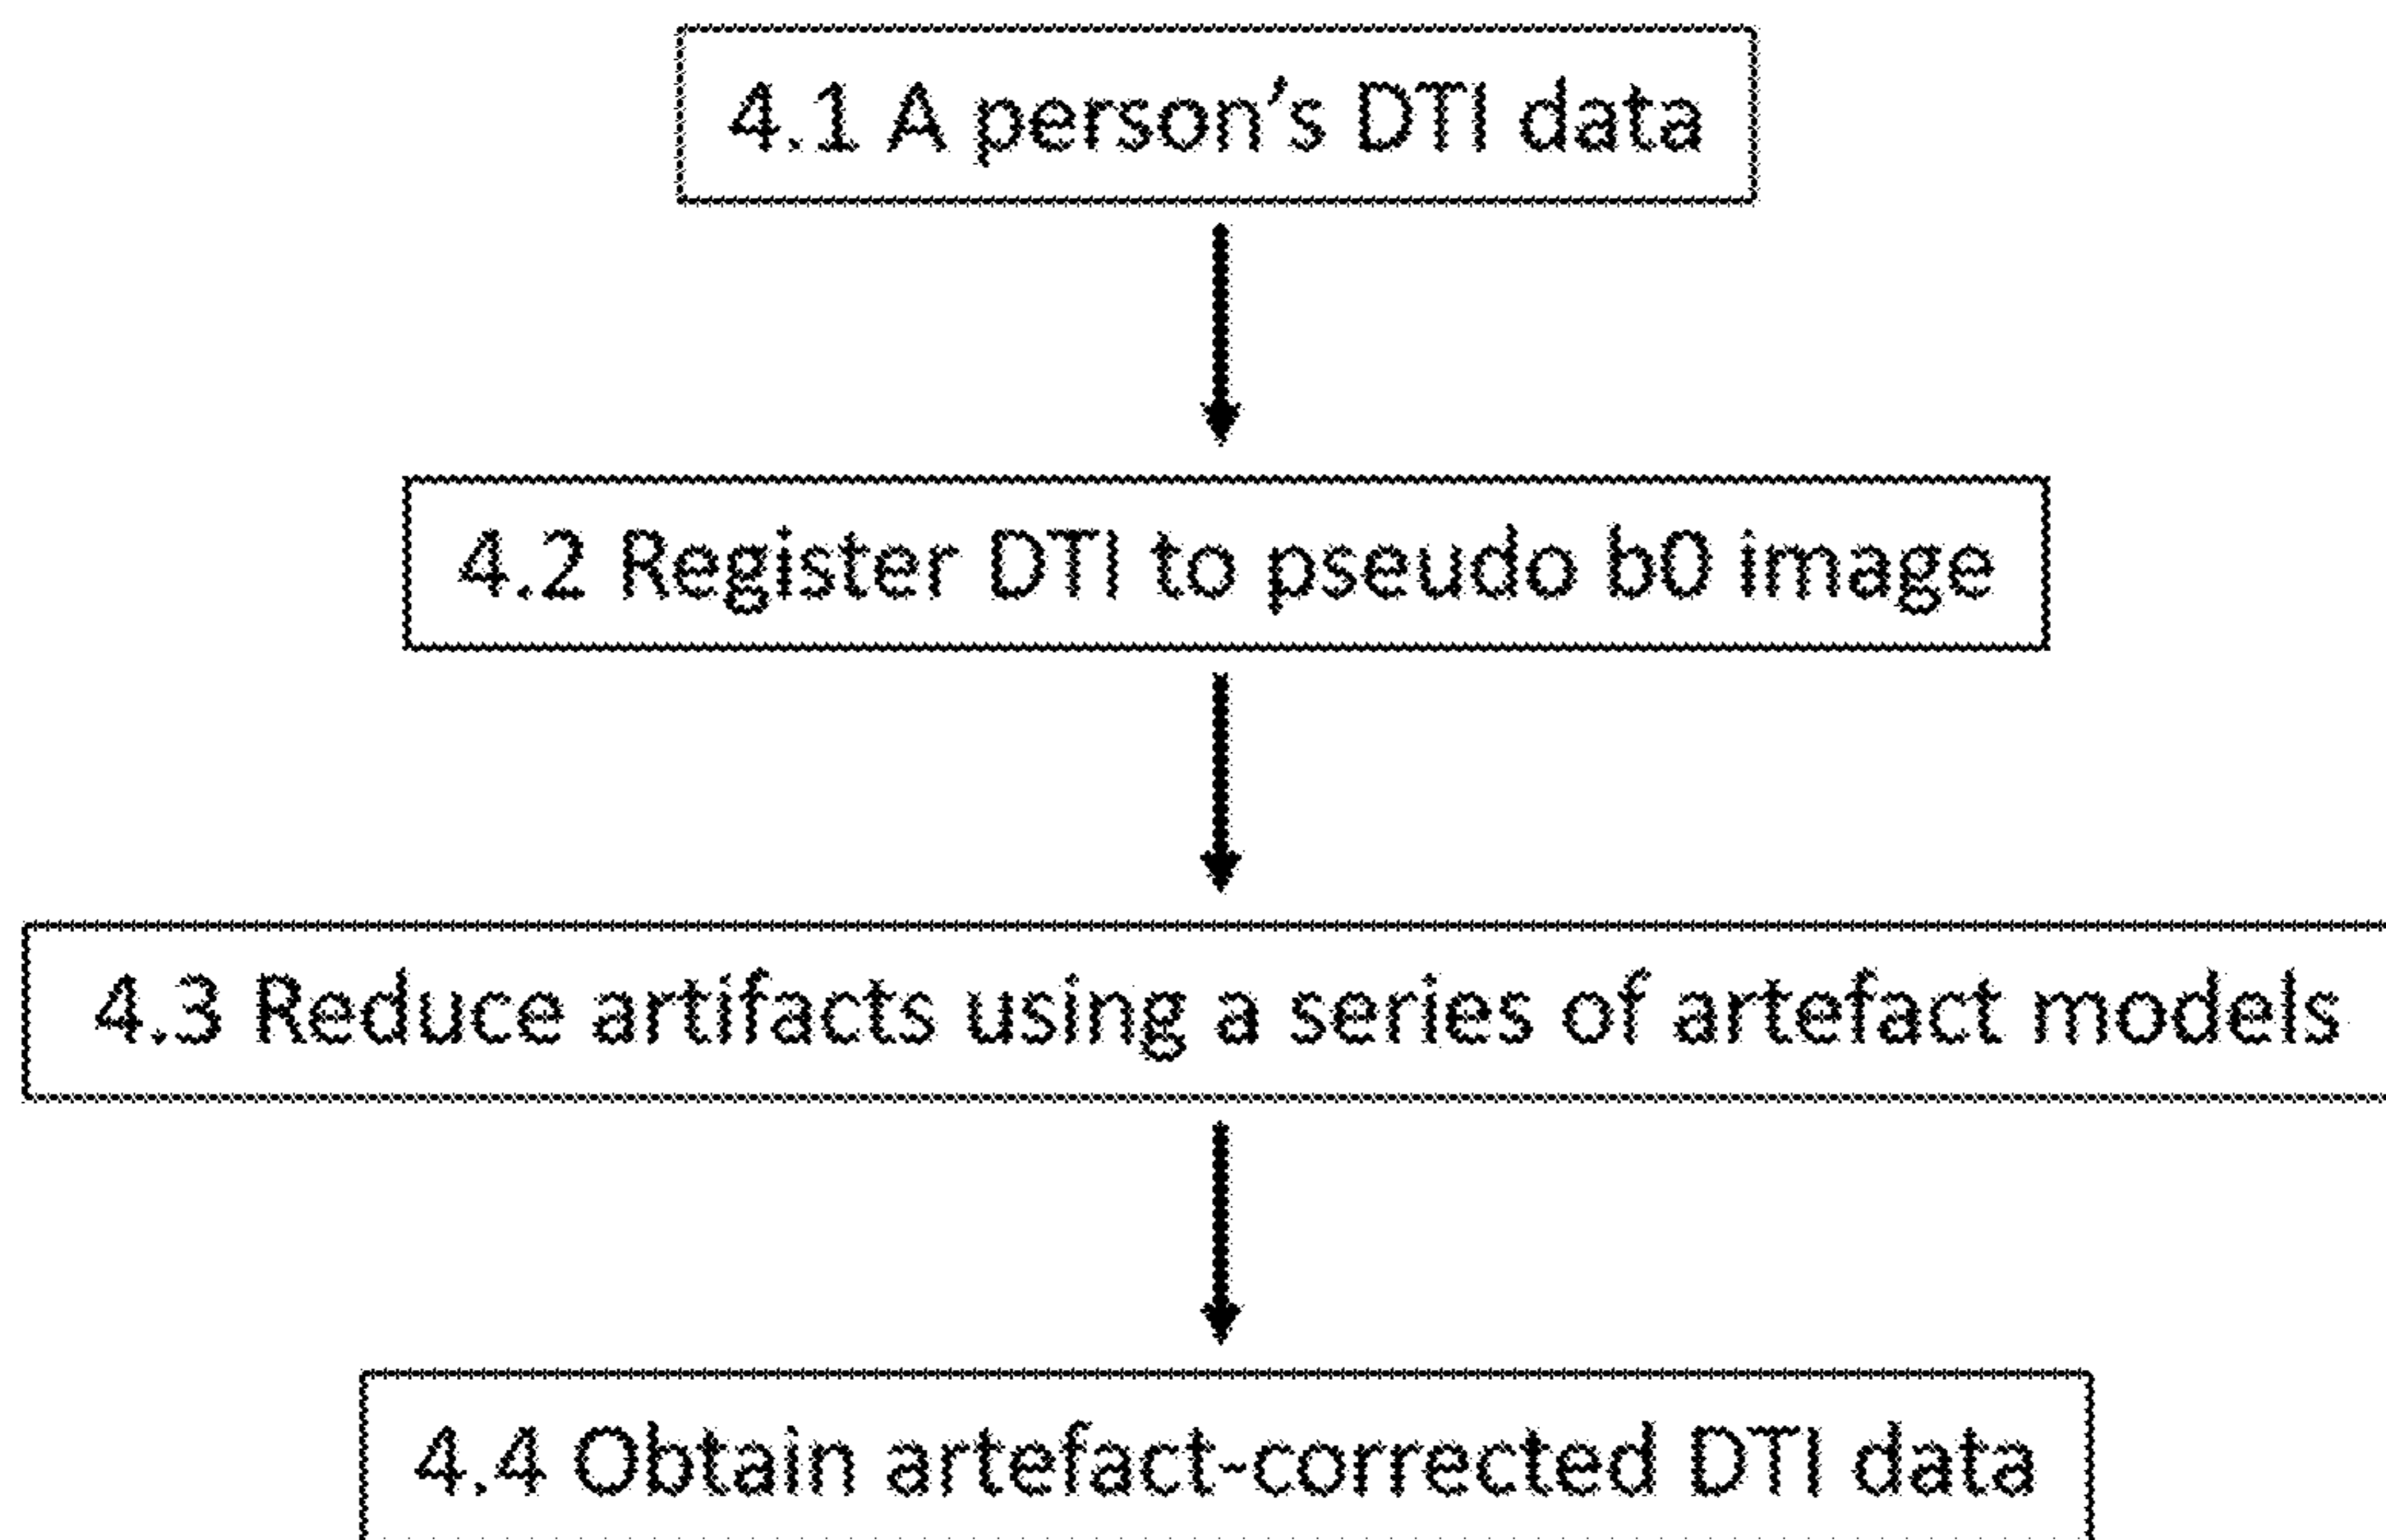 4.1 A person’s DTI data
4.2 Register DTI to pseudo b0 image
4.3 Reduce artifacts using a series of artefact models
4.4 Obtain artefact-corrected DTI data